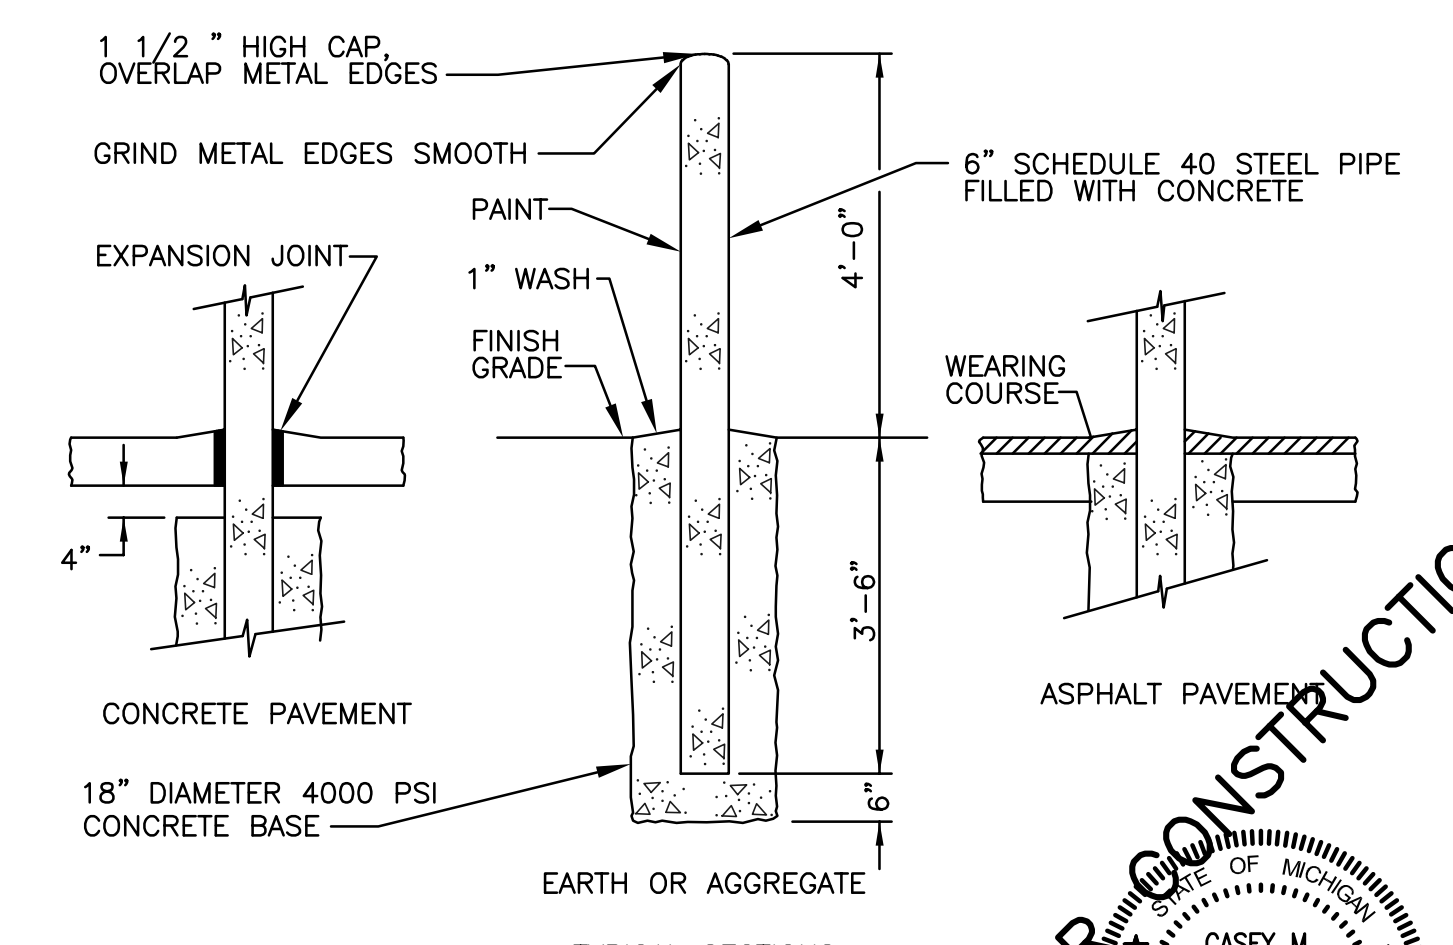 1 1/2 " HIGH CAP,
OVERLAP METAL EDGES
GRIND METAL EDGES SMOOTH
6" SCHEDULE 40 STEEL PIPE
FILLED WITH CONCRETE
PAINT
4'-0"
EXPANSION JOINT
1" WASH
FINISH
GRADE
WEARING
COURSE
4"
3'-6"
CONCRETE PAVEMENT
ASPHALT PAVEMENT
18" DIAMETER 4000 PSI
CONCRETE BASE
6"
EARTH OR AGGREGATE
STATE OF MICHIGAN
CASEY M.